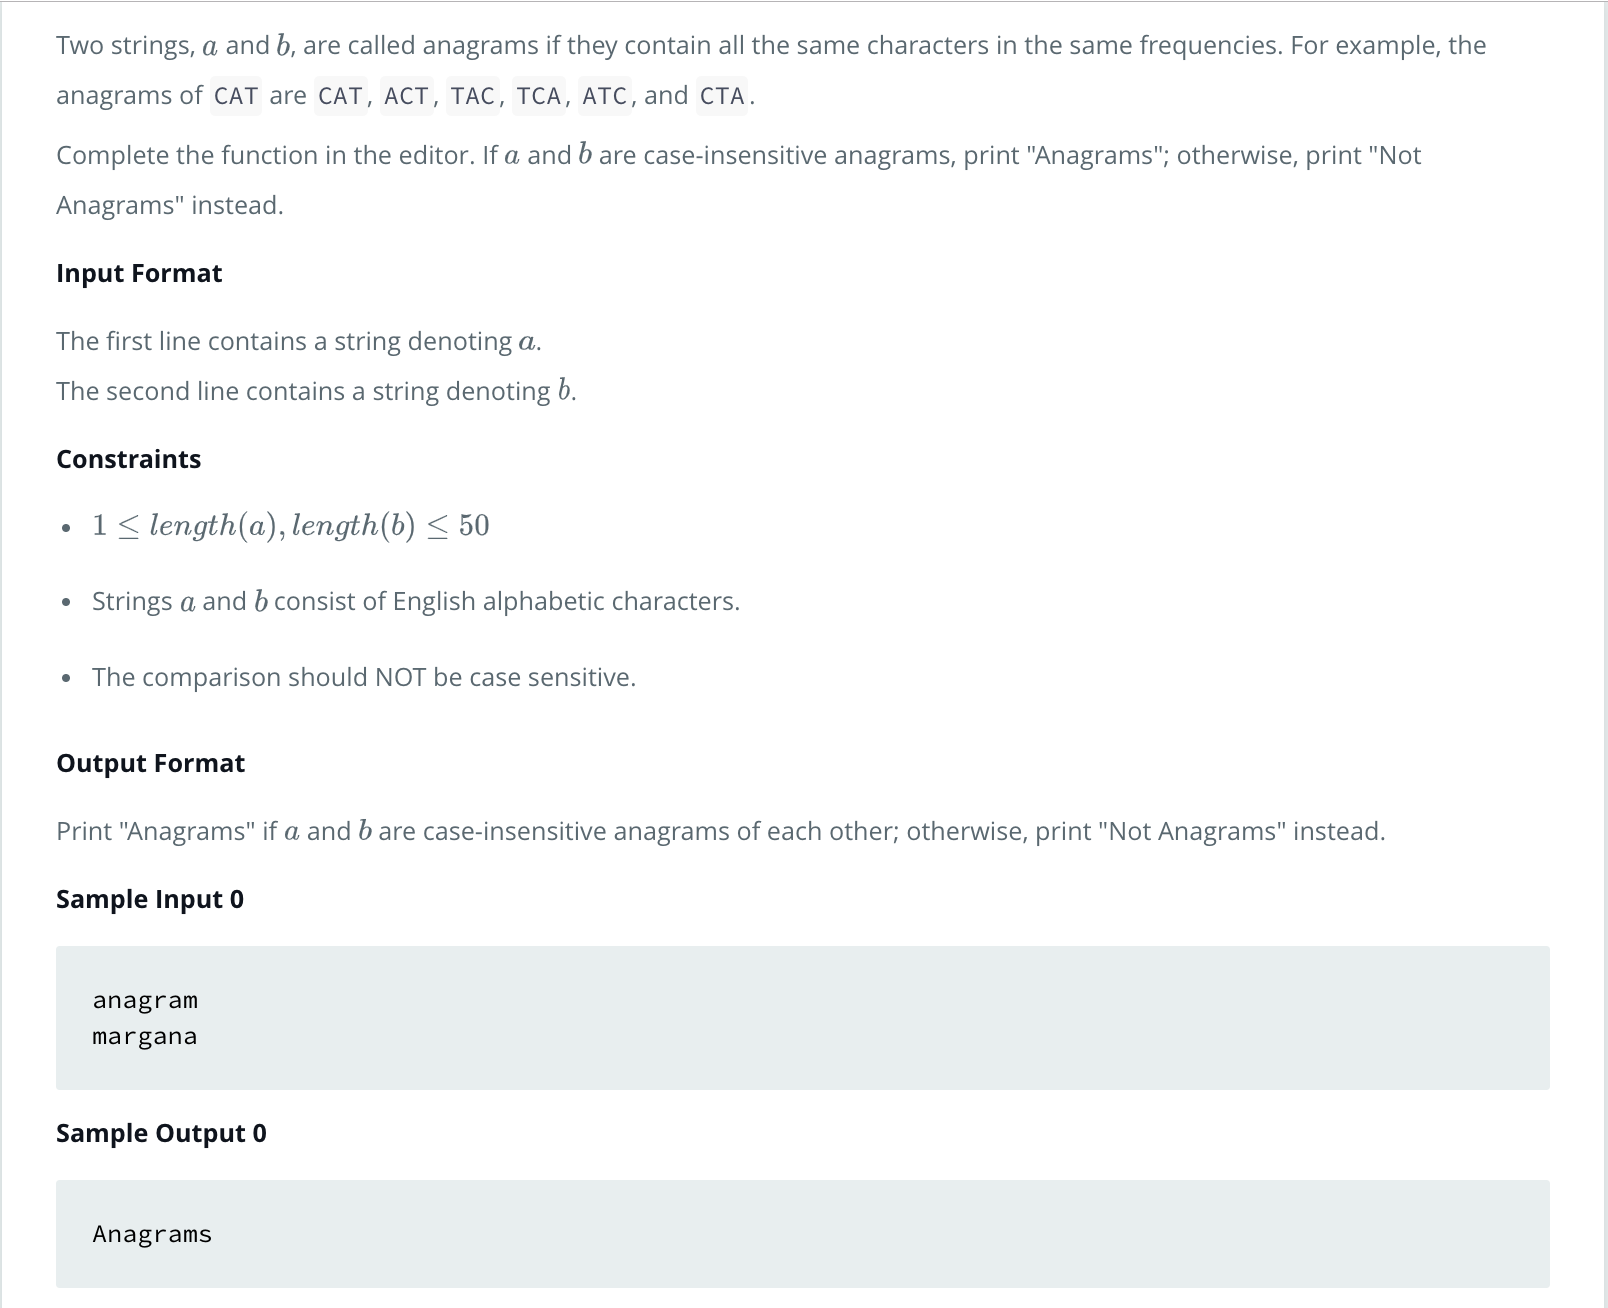 Two strings, a and b, are called anagrams if they contain all the same characters in the same frequencies. For example, the
anagrams of CAT are CAT, ACT, TAC, TCA, ATC, and CTA.
Complete the function in the editor. If a and b are case-insensitive anagrams, print "Anagrams"; otherwise, print "Not
Anagrams" instead.
Input Format
The first line contains a string denoting a.
The second line contains a string denoting b.
Constraints
• 1 ≤ length(a), length(b) ≤ 50
• Strings a and b consist of English alphabetic characters.
• The comparison should NOT be case sensitive.
Output Format
Print "Anagrams" if a and b are case-insensitive anagrams of each other; otherwise, print "Not Anagrams" instead.
Sample Input 0
anagram
margana
Sample Output 0
Anagrams